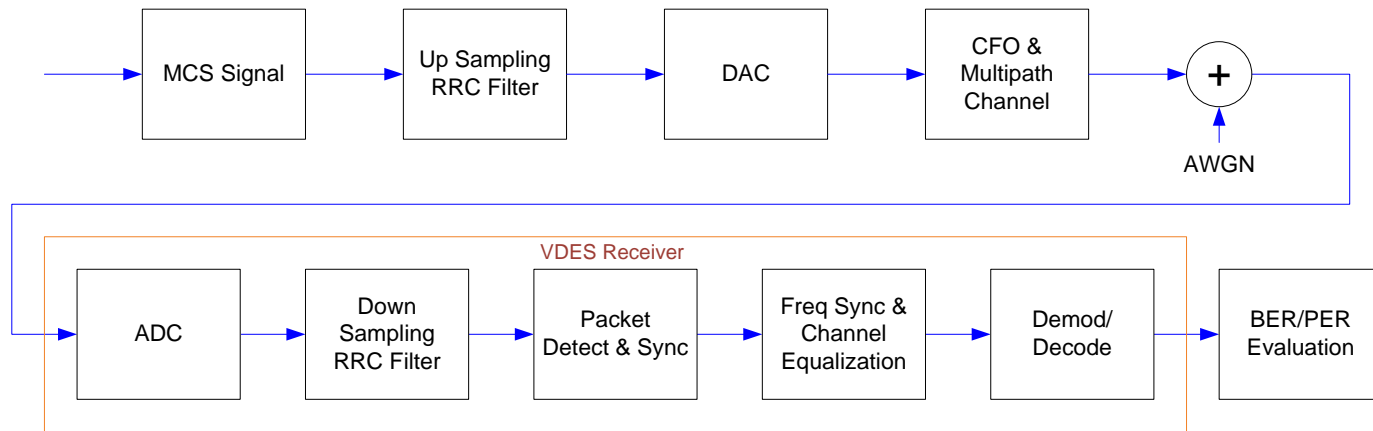 MCS Signal
Up Sampling
RRC Filter
DAC
CFO &
Multipath
Channel
+
AWGN
VDES Receiver
ADC
Down
Sampling
RRC Filter
Packet
Detect & Sync
Freq Sync &
Channel
Equalization
Demod/
Decode
BER/PER
Evaluation